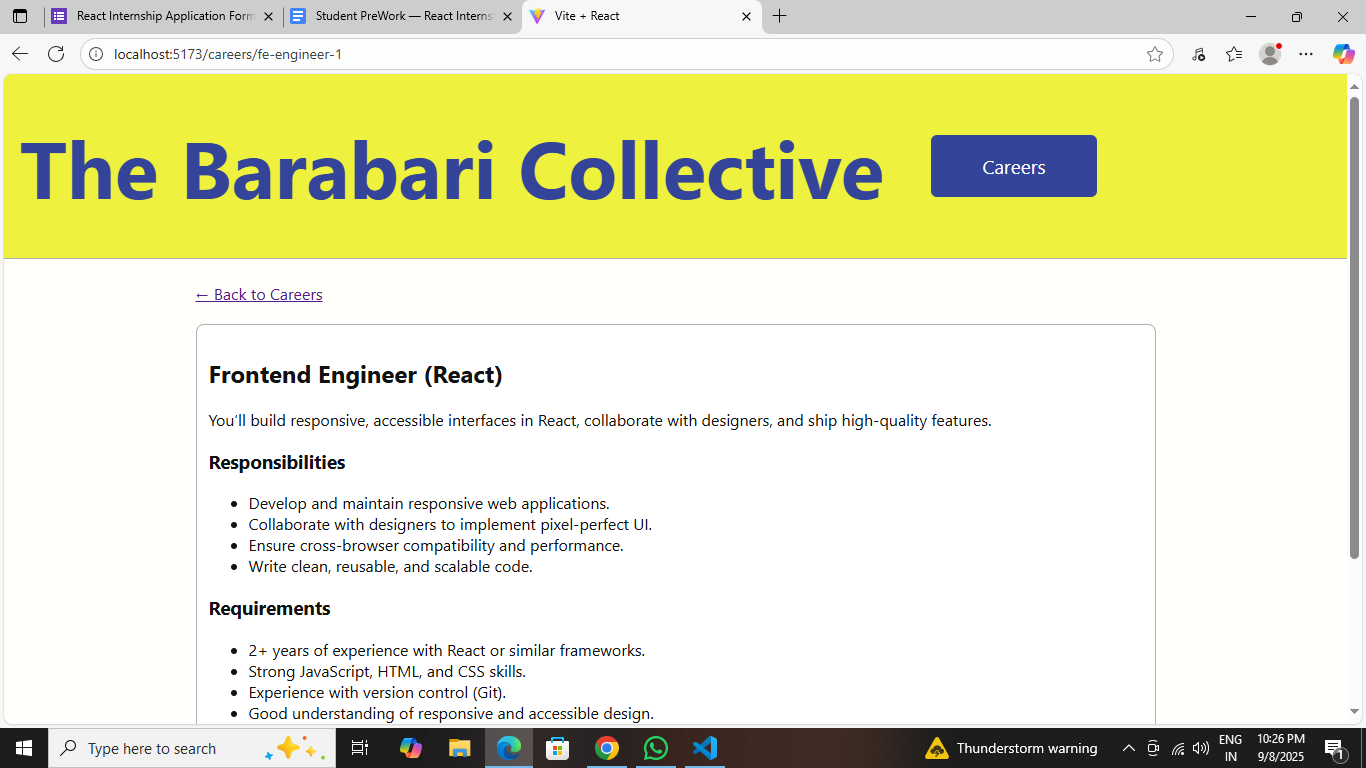 React Internship Application Form
Student PreWork — React Interns
Vite + React
localhost:5173/careers/fe-engineer-1
The Barabari Collective
Careers
← Back to Careers
Frontend Engineer (React)
You’ll build responsive, accessible interfaces in React, collaborate with designers, and ship high-quality features.
Responsibilities
• Develop and maintain responsive web applications.
• Collaborate with designers to implement pixel-perfect UI.
• Ensure cross-browser compatibility and performance.
• Write clean, reusable, and scalable code.
Requirements
• 2+ years of experience with React or similar frameworks.
• Strong JavaScript, HTML, and CSS skills.
• Experience with version control (Git).
• Good understanding of responsive and accessible design.
Type here to search
Thunderstorm warning
ENG
IN
10:26 PM
9/8/2025
1